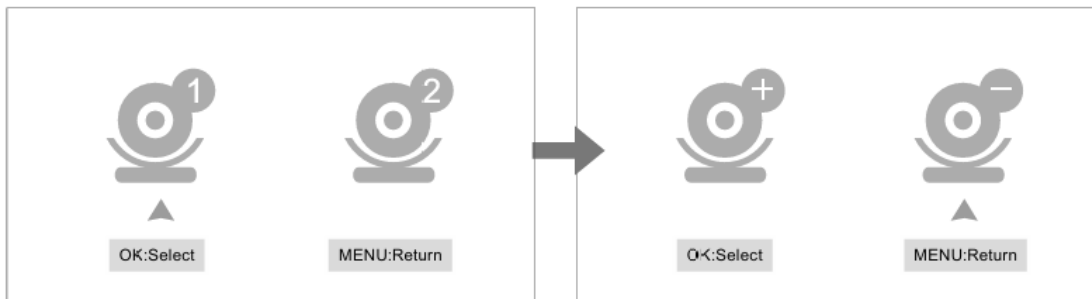 1
2
+
-
OK:Select
MENU:Return
OK:Select
MENU:Return